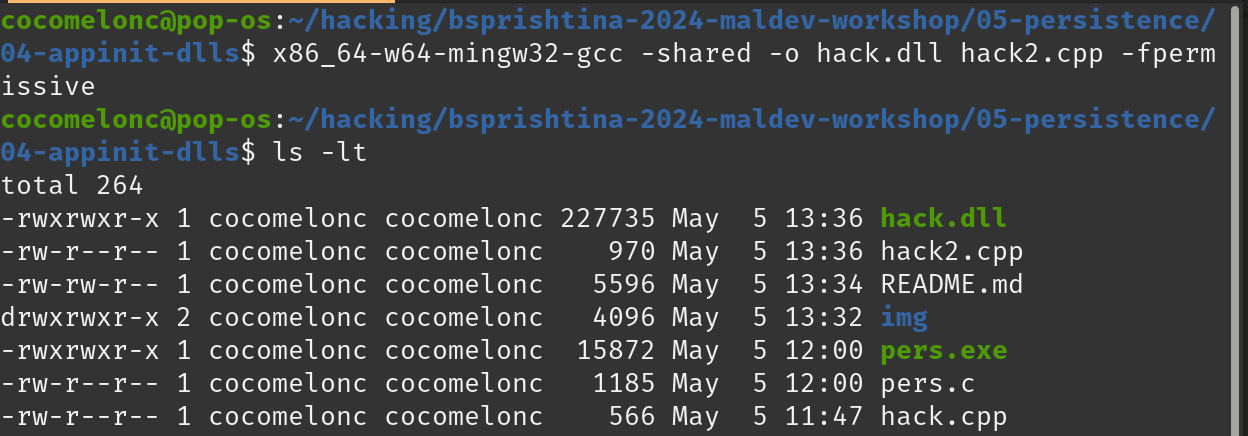 cocomelonc@pop-os:~/hacking/bsprishtina-2024-maldev-workshop/05-persistence/
04-appinit-dlls$ x86_64-w64-mingw32-gcc -shared -o hack.dll hack2.cpp -fperm
issive
cocomelonc@pop-os:~/hacking/bsprishtina-2024-maldev-workshop/05-persistence/
04-appinit-dlls$ ls -lt
total 264
-rwxrwxr-x 1 cocomelonc cocomelonc 227735 May  5 13:36 hack.dll
-rw-r--r-- 1 cocomelonc cocomelonc    970 May  5 13:36 hack2.cpp
-rw-rw-r-- 1 cocomelonc cocomelonc   5596 May  5 13:34 README.md
drwxrwxr-x 2 cocomelonc cocomelonc   4096 May  5 13:32 img
-rwxrwxr-x 1 cocomelonc cocomelonc  15872 May  5 12:00 pers.exe
-rw-r--r-- 1 cocomelonc cocomelonc   1185 May  5 12:00 pers.c
-rw-r--r-- 1 cocomelonc cocomelonc    566 May  5 11:47 hack.cpp